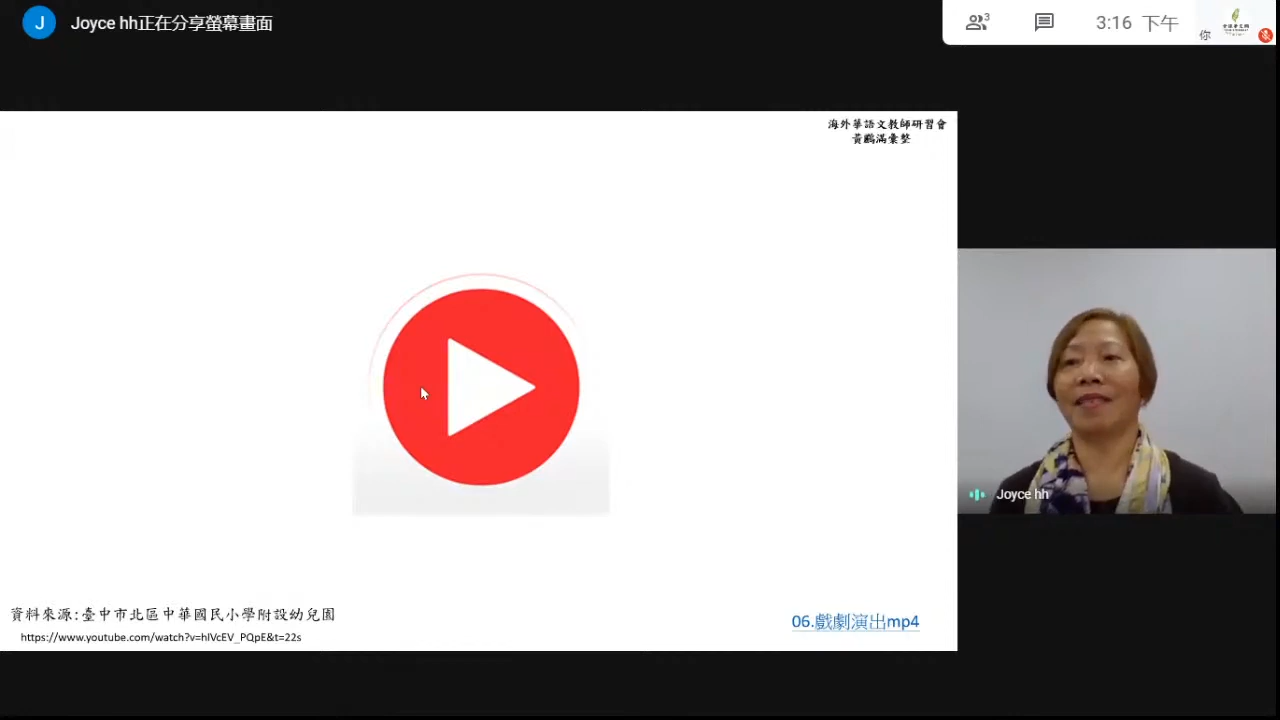 J
Joyce hh正在分享螢幕畫面
3
3:16 下午
你
海外華語文教師研習會
黃鸝滿彙整
Joyce hh
資料來源:臺中市北區中華國民小學附設幼兒園
https://www.youtube.com/watch?v=hIVcEV_PQpE&t=22s
06.戲劇演出mp4